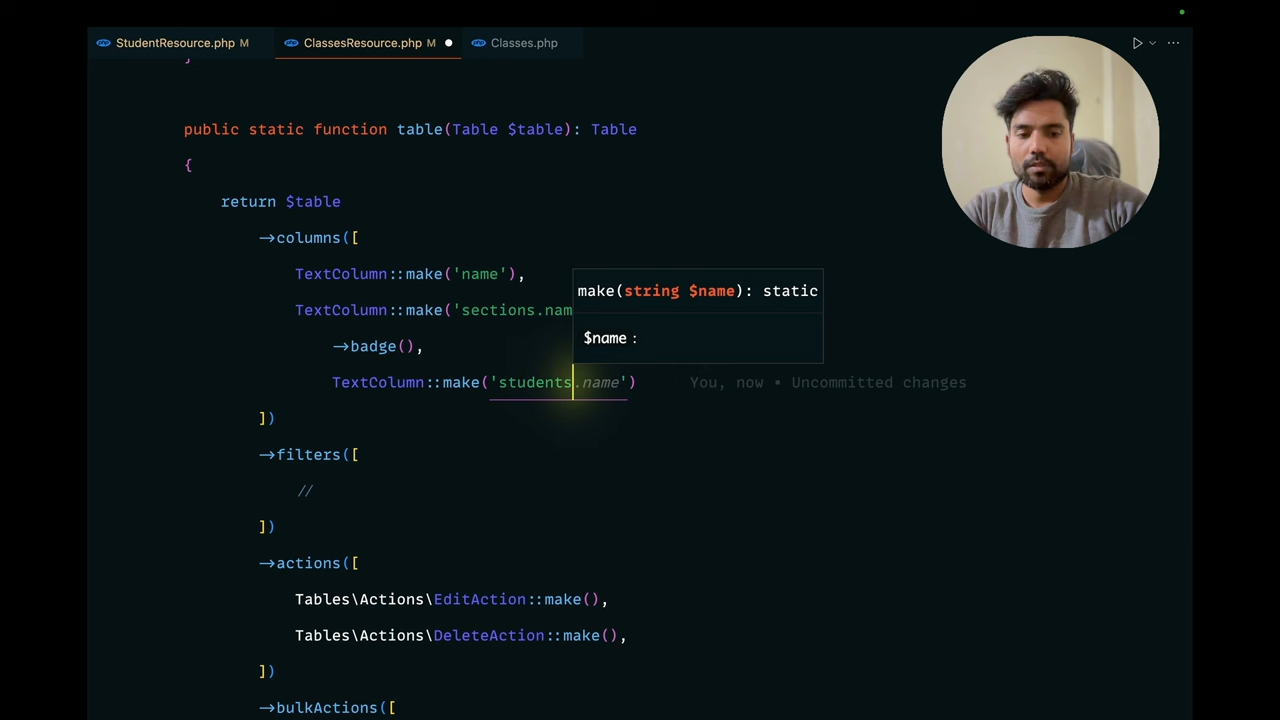 StudentResource.php M
ClassesResource.php M
Classes.php
}
public static function table(Table $table): Table
{
return $table
->columns([
TextColumn::make('name'),
make(string $name): static
TextColumn::make('sections.nam
$name :
->badge(),
TextColumn::make('students.name') You, now • Uncommitted changes
])
->filters([
//
])
->actions([
Tables\Actions\EditAction::make(),
Tables\Actions\DeleteAction::make(),
])
->bulkActions([